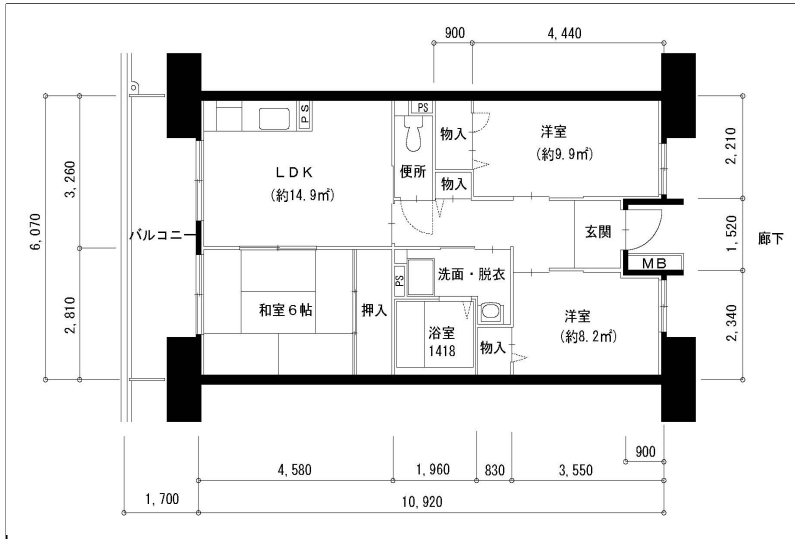 900
4,440
PS
PS
物入
洋室
(約9.9㎡)
2,210
LDK
(約14.9㎡)
便所
物入
3,260
6,070
バルコニー
玄関
1,520
廊下
MB
洗面・脱衣
PS
和室6帖
押入
洋室
(約8.2㎡)
2,810
浴室
1418
物入
2,340
900
4,580
1,960
830
3,550
1,700
10,920